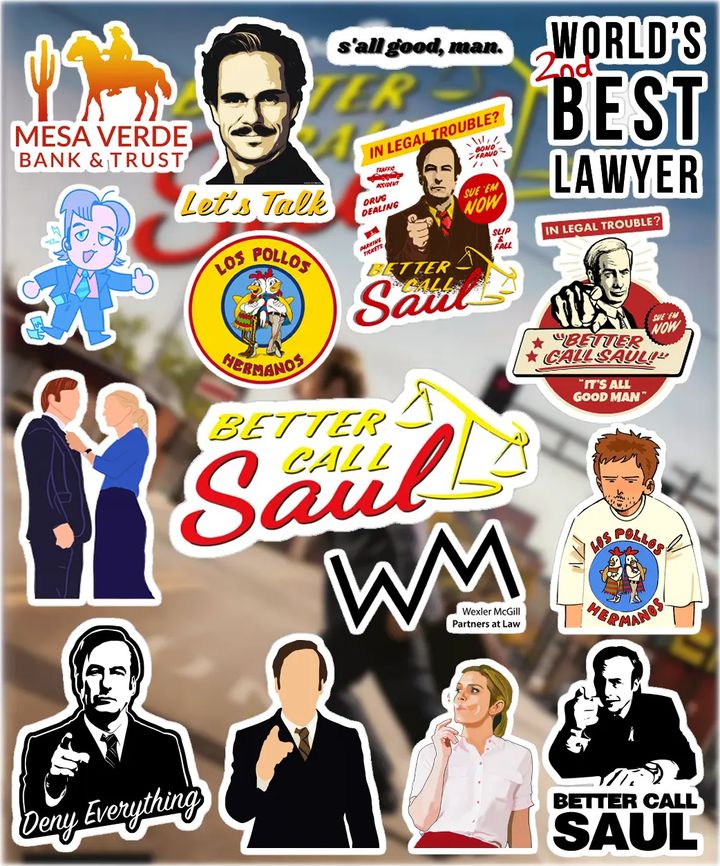 MESA VERDE
BANK & TRUST
Let's Talk
s'all good, man.
WORLD'S
2nd
BEST
LAWYER
IN LEGAL TROUBLE?
TRAFFIC
ACCIDENT
BOND
FRAUD
DRUG
DEALING
SUE 'EM
NOW
PARKING
TICKETS
SLIP
&
FALL
BETTER
CALL
Saul
LOS POLLOS
HERMANOS
IN LEGAL TROUBLE?
SUE 'EM
NOW
"BETTER
CALL SAUL!"
"IT'S ALL
GOOD MAN"
BETTER
CALL
Saul
WM
Wexler McGill
Partners at Law
LOS POLLOS
HERMANOS
Deny Everything
BETTER CALL
SAUL